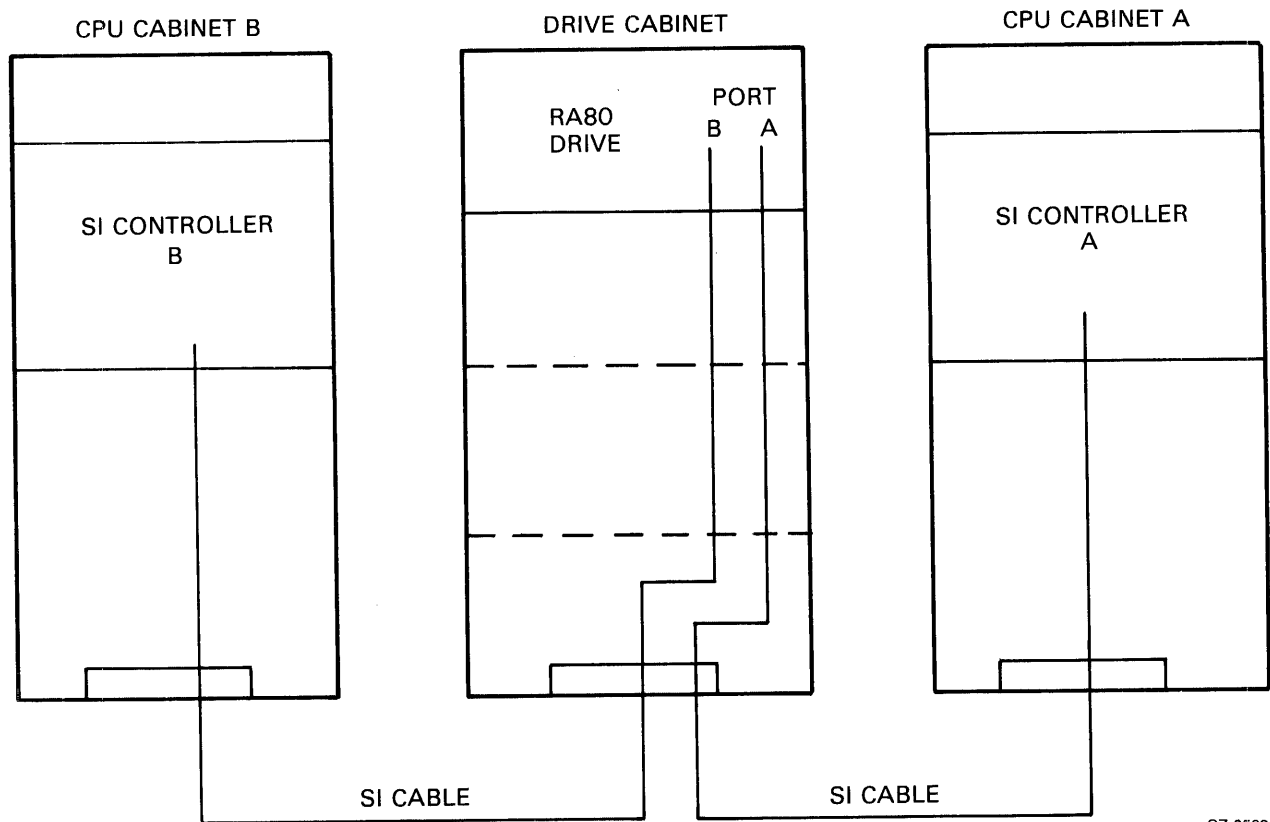 CPU CABINET B
DRIVE CABINET
CPU CABINET A
RA80
DRIVE
PORT
B A
SI CONTROLLER
B
SI CONTROLLER
A
SI CABLE
SI CABLE